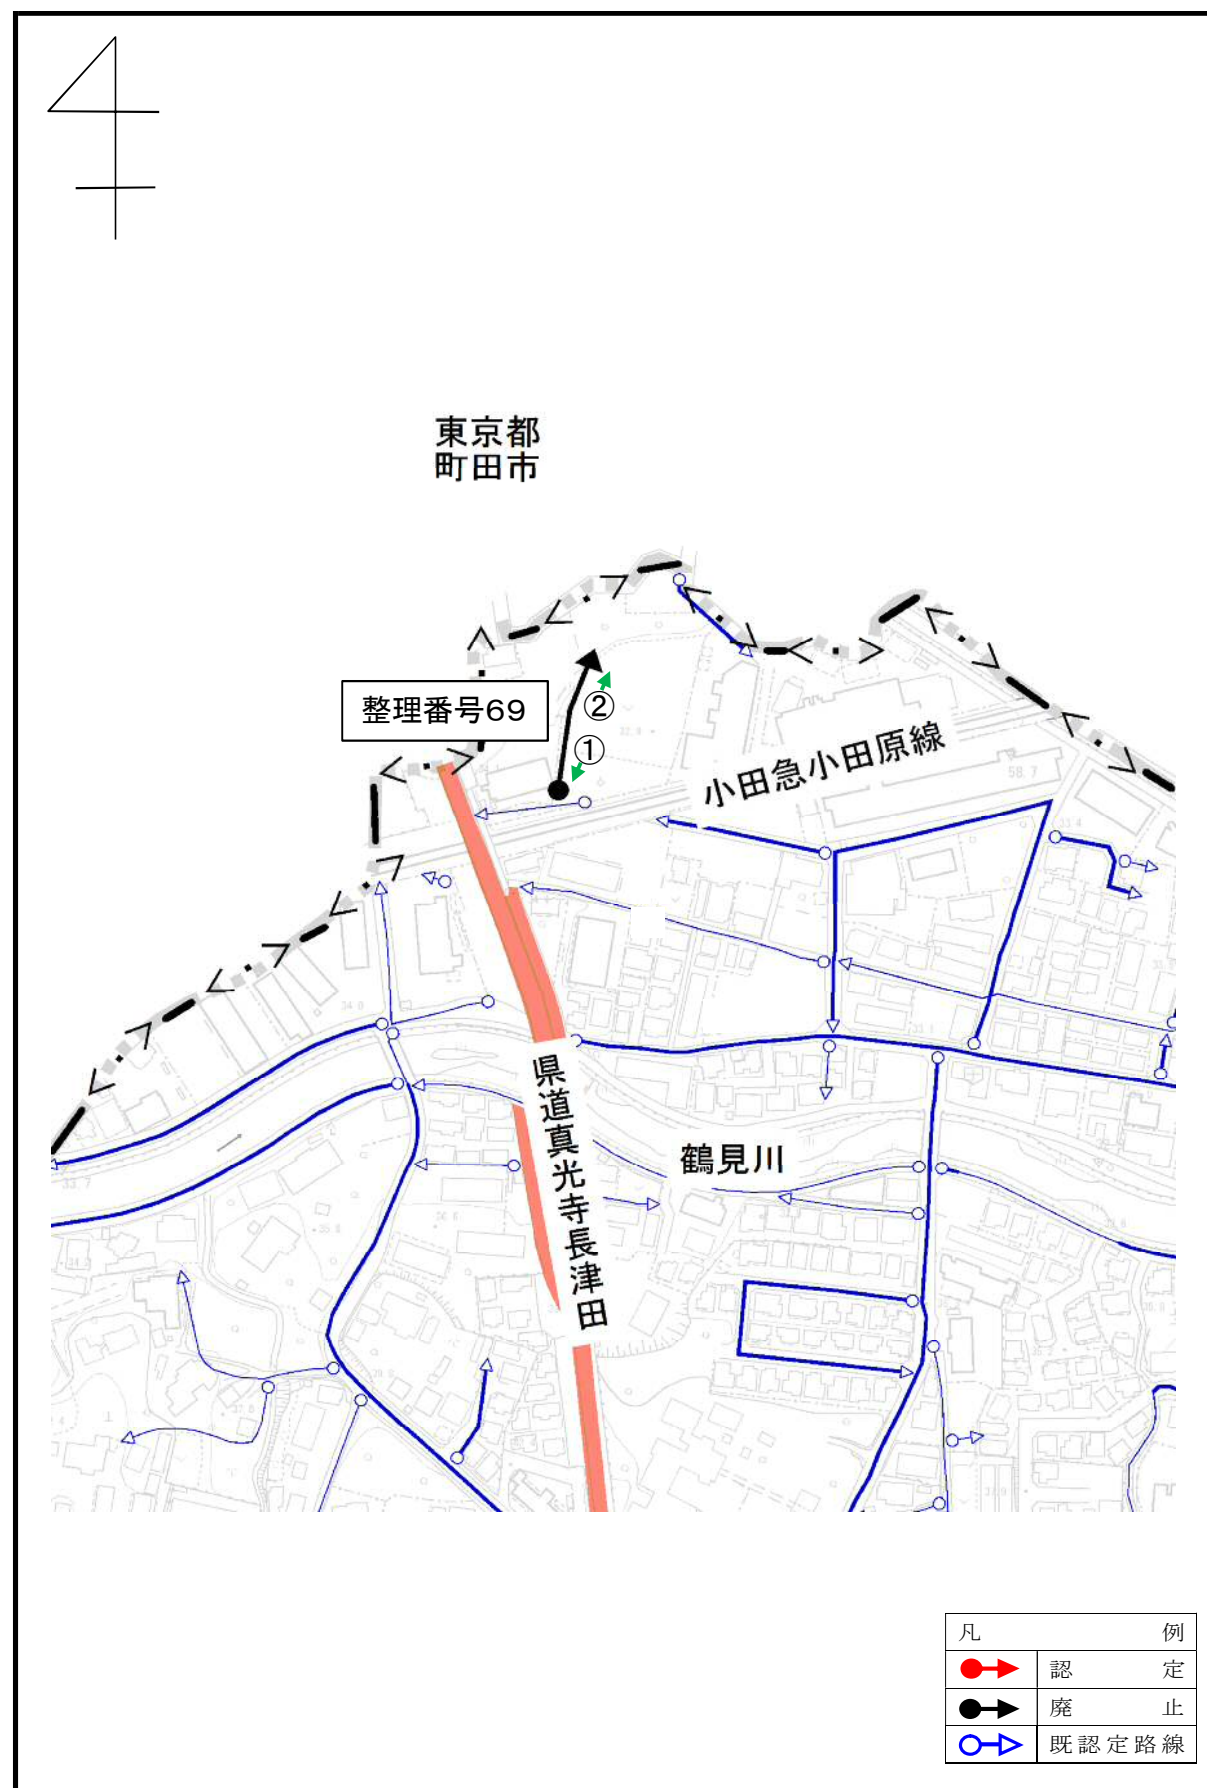 東京都
町田市
整理番号69
②
①
小田急小田原線
58.7
県道真光寺長津田
鶴見川
凡例
認定
廃止
既認定路線